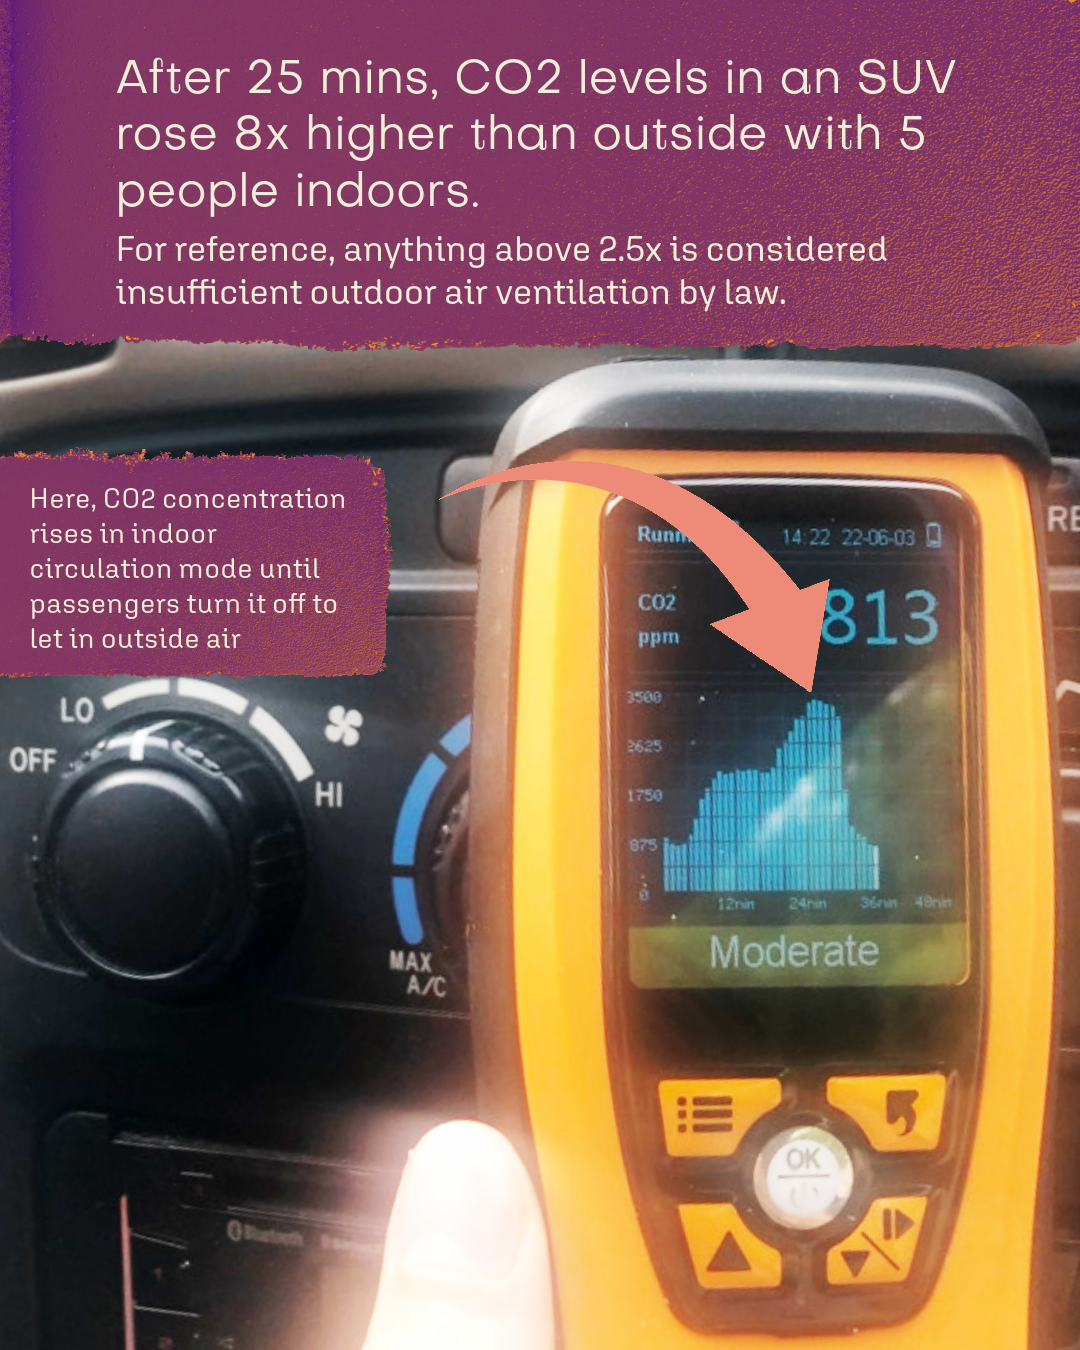 After 25 mins, CO2 levels in an SUV
rose 8x higher than outside with 5
people indoors.
For reference, anything above 2.5x is considered
insufficient outdoor air ventilation by law.
Here, CO2 concentration
rises in indoor
circulation mode until
passengers turn it off to
let in outside air
14:22 22-06-03
CO2
813
ppm
3500
2625
1750
875
0
12min 24min 36min 48min
Moderate
LO
OFF
HI
MAX
A/C
OK
Bluetooth